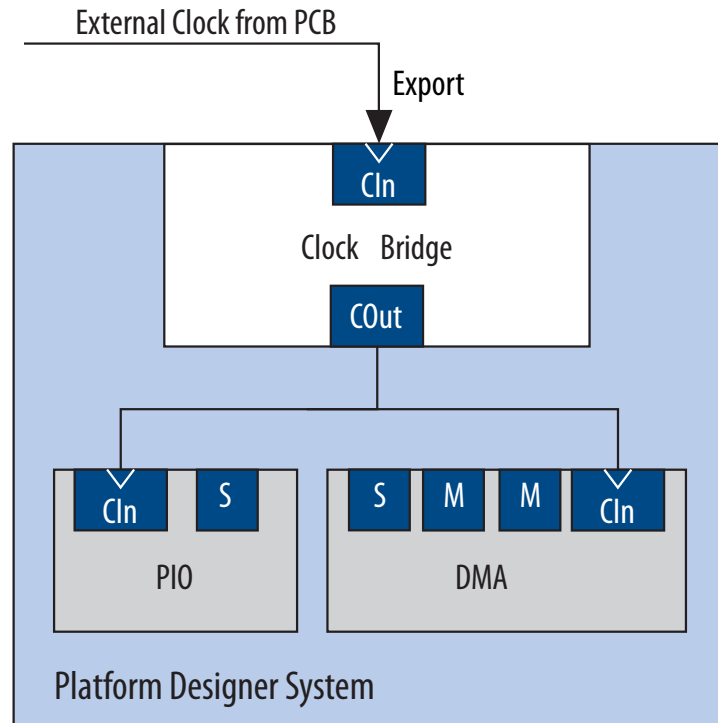 External Clock from PCB
Export
CIn
Clock Bridge
COut
CIn S
S M M CIn
PIO
DMA
Platform Designer System